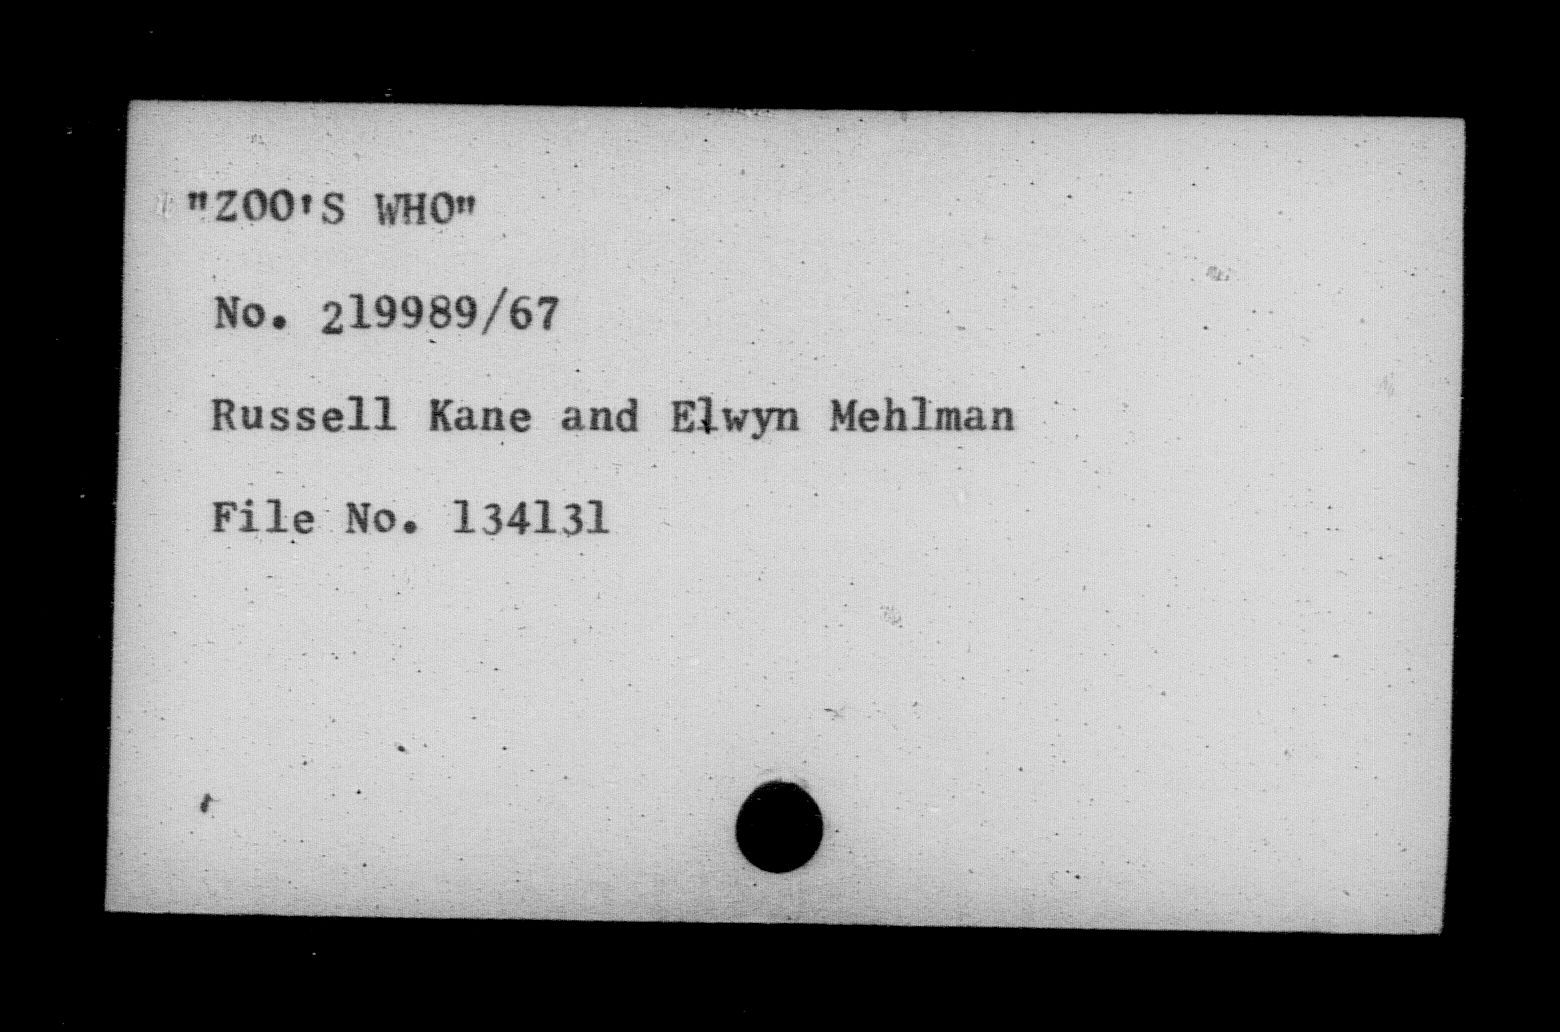 "ZOO'S WHO"
No. 219989/67
Russell Kane and Elwyn Mehlman
File No. 134131